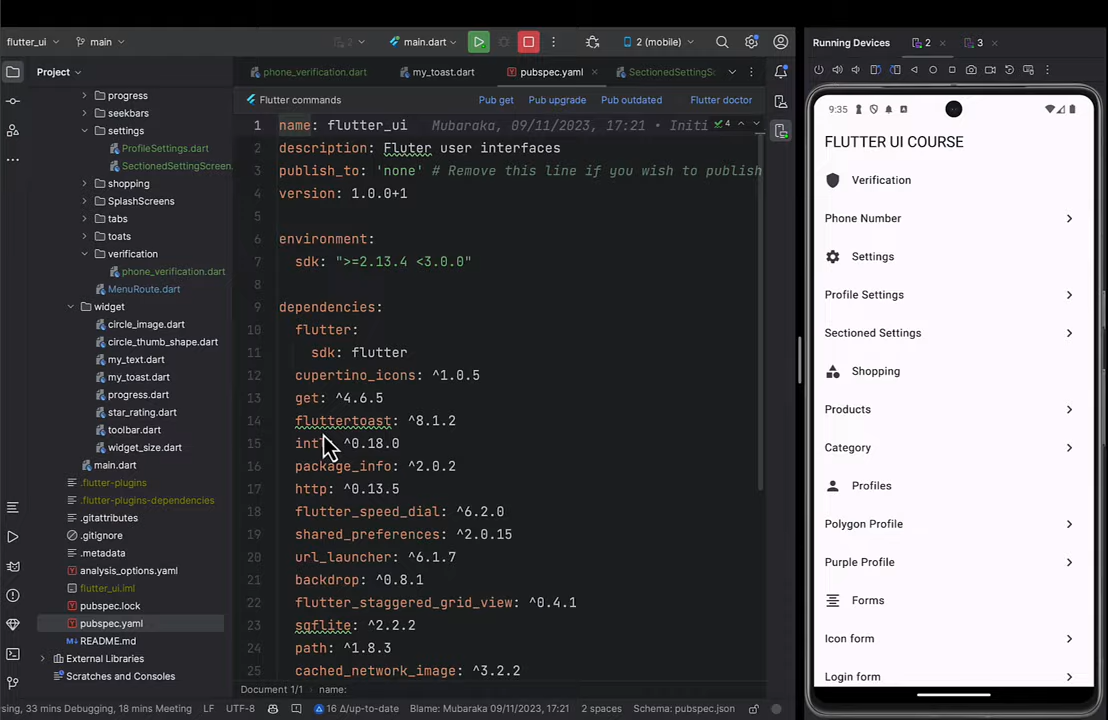 flutter_ui
main
main.dart
2 (mobile)
Running Devices
2
3
Project
phone_verification.dart
my_toast.dart
pubspec.yaml
SectionedSettingS
Flutter commands
Pub get
Pub upgrade
Pub outdated
Flutter doctor
progress
seekbars
settings
ProfileSettings.dart
SectionedSettingScreen.
shopping
SplashScreens
tabs
toats
verification
phone_verification.dart
MenuRoute.dart
widget
circle_image.dart
circle_thumb_shape.dart
my_text.dart
my_toast.dart
progress.dart
star_rating.dart
toolbar.dart
widget_size.dart
main.dart
.flutter-plugins
.flutter-plugins-dependencies
.gitattributes
.gitignore
.metadata
analysis_options.yaml
flutter_ui.iml
pubspec.lock
pubspec.yaml
README.md
External Libraries
Scratches and Consoles
1 name: flutter_ui Mubaraka, 09/11/2023, 17:21 • Initi 4
2 description: Fluter user interfaces
3 publish_to: 'none' # Remove this line if you wish to publish
4 version: 1.0.0+1
5
6 environment:
7 sdk: ">=2.13.4 <3.0.0"
8
9 dependencies:
10 flutter:
11 sdk: flutter
12 cupertino_icons: ^1.0.5
13 get: ^4.6.5
14 fluttertoast: ^8.1.2
15 intl ^0.18.0
16 package_info: ^2.0.2
17 http: ^0.13.5
18 flutter_speed_dial: ^6.2.0
19 shared_preferences: ^2.0.15
20 url_launcher: ^6.1.7
21 backdrop: ^0.8.1
22 flutter_staggered_grid_view: ^0.4.1
23 sqflite: ^2.2.2
24 path: ^1.8.3
25 cached_network_image: ^3.2.2
Document 1/1
name:
9:35
FLUTTER UI COURSE
Verification
Phone Number
Settings
Profile Settings
Sectioned Settings
Shopping
Products
Category
Profiles
Polygon Profile
Purple Profile
Forms
Icon form
Login form
sing, 33 mins Debugging, 18 mins Meeting
LF
UTF-8
16 Δ/up-to-date
Blame: Mubaraka 09/11/2023, 17:21
2 spaces
Schema: pubspec.json